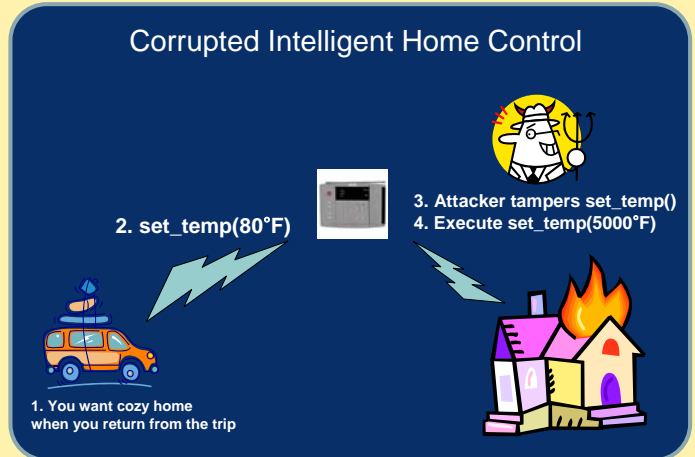 Corrupted Intelligent Home Control
3. Attacker tampers set_temp()
4. Execute set_temp(5000°F)
2. set_temp(80°F)
1. You want cozy home
when you return from the trip